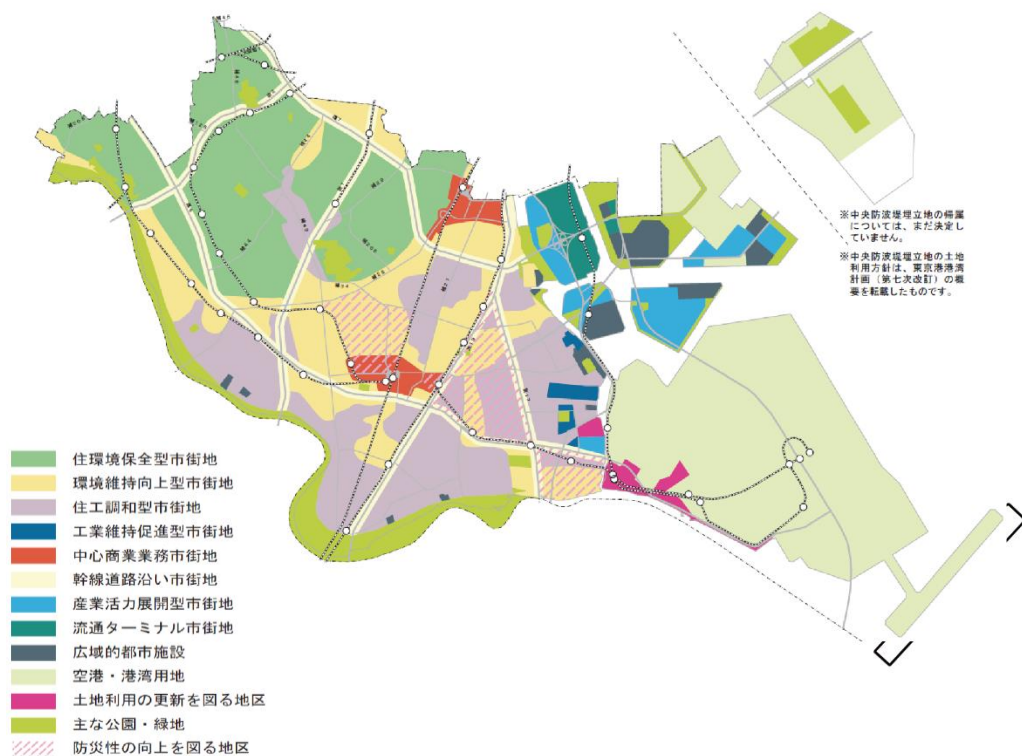 ※中央防波堤埋立地の帰属
については、まだ決定し
ていません。
※中央防波堤埋立地の土地
利用方針は、東京港港湾
計画（第七次改訂）の概
要を転載したものです。
住環境保全型市街地
環境維持向上型市街地
住工調和型市街地
工業維持促進型市街地
中心商業業務市街地
幹線道路沿い市街地
産業活力展開型市街地
流通ターミナル市街地
広域的都市施設
空港・港湾用地
土地利用の更新を図る地区
主な公園・緑地
防災性の向上を図る地区